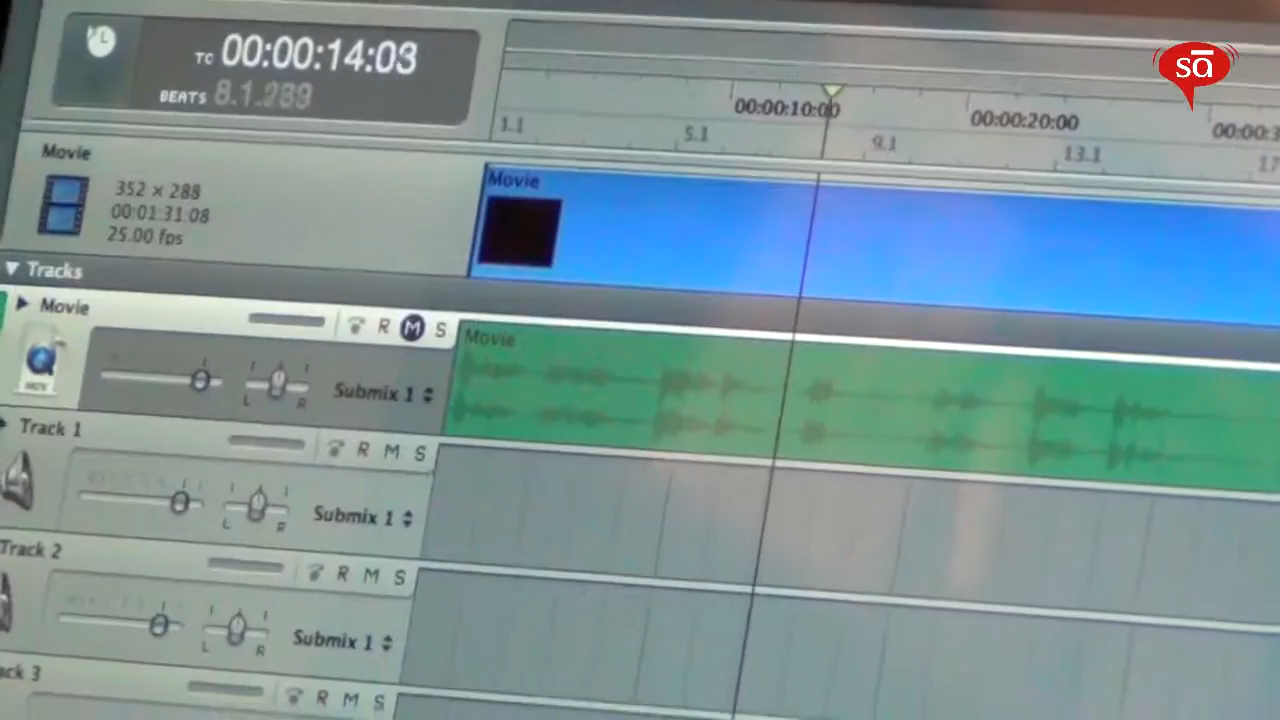 TC 00:00:14:03
BEATS 8.1.289
sā
00:00:10:00 00:00:20:00
1.1 5.1 9.1 13.1
Movie
352 × 288
00:01:31:08
25.00 fps
Movie
Tracks
Movie
R M S
Movie
L R
Submix 1
Track 1
R M S
L R
Submix 1
Track 2
R M S
L R
Submix 1
ck 3
R M S